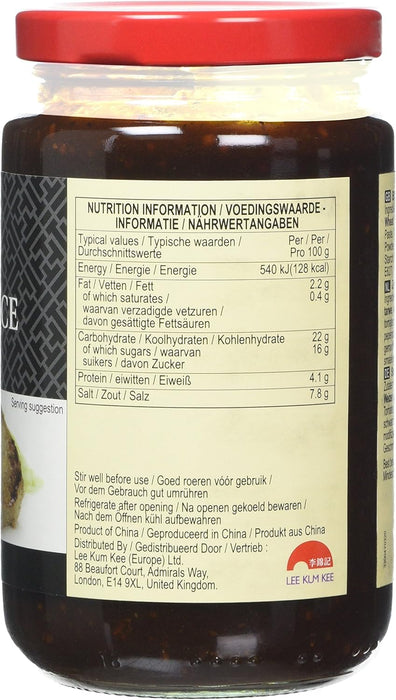 CE
Serving suggestion
NUTRITION INFORMATION / VOEDINGSWAARDE -
INFORMATIE / NÄHRWERTANGABEN
Typical values / Typische waarden /
Durchschnittswerte
Per / Per /
Pro 100 g
Energy / Energie / Energie 540 kJ(128 kcal)
Fat / Vetten / Fett 2.2 g
of which saturates / 0.4 g
waarvan verzadigde vetzuren /
davon gesättigte Fettsäuren
Carbohydrate / Koolhydraten / Kohlenhydrate 22 g
of which sugars / waarvan 16 g
suikers / davon Zucker
Protein / eiwitten / Eiweiß 4.1 g
Salt / Zout / Salz 7.8 g
Stir well before use / Goed roeren vóór gebruik /
Vor dem Gebrauch gut umrühren
Refrigerate after opening / Na openen gekoeld bewaren /
Nach dem Öffnen kühl aufbewahren
Product of China / Geproduceerd in China / Produkt aus China
Distributed By / Gedistribueerd Door / Vertrieb :
Lee Kum Kee (Europe) Ltd.
88 Beaufort Court, Admirals Way,
London, E14 9XL, United Kingdom.
李錦記
LEE KUM KEE
GB
NL
DE